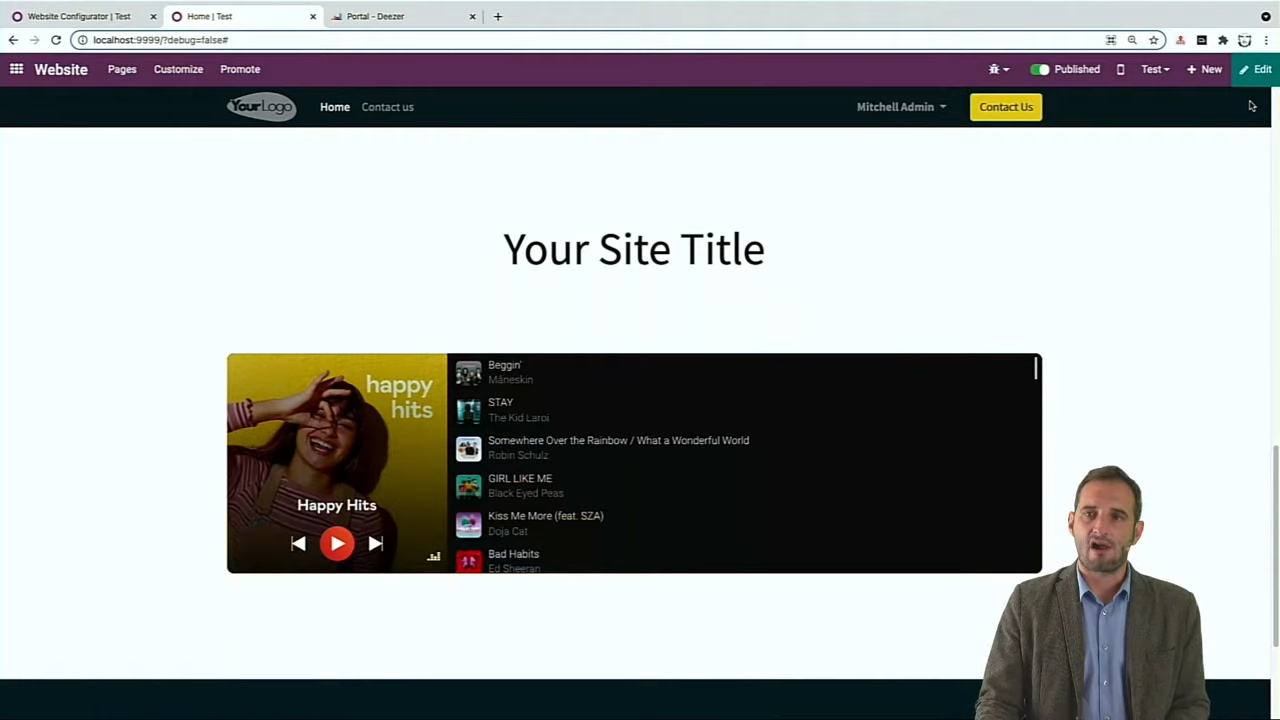 Website Configurator | Test
Home | Test
Portal - Deezer
localhost:9999/?debug=false#
Website
Pages
Customize
Promote
Published
Test
+ New
Edit
YourLogo
Home
Contact us
Mitchell Admin
Contact Us
Your Site Title
happy
hits
Happy Hits
Beggin'
Måneskin
STAY
The Kid Laroi
Somewhere Over the Rainbow / What a Wonderful World
Robin Schulz
GIRL LIKE ME
Black Eyed Peas
Kiss Me More (feat. SZA)
Doja Cat
Bad Habits
Ed Sheeran